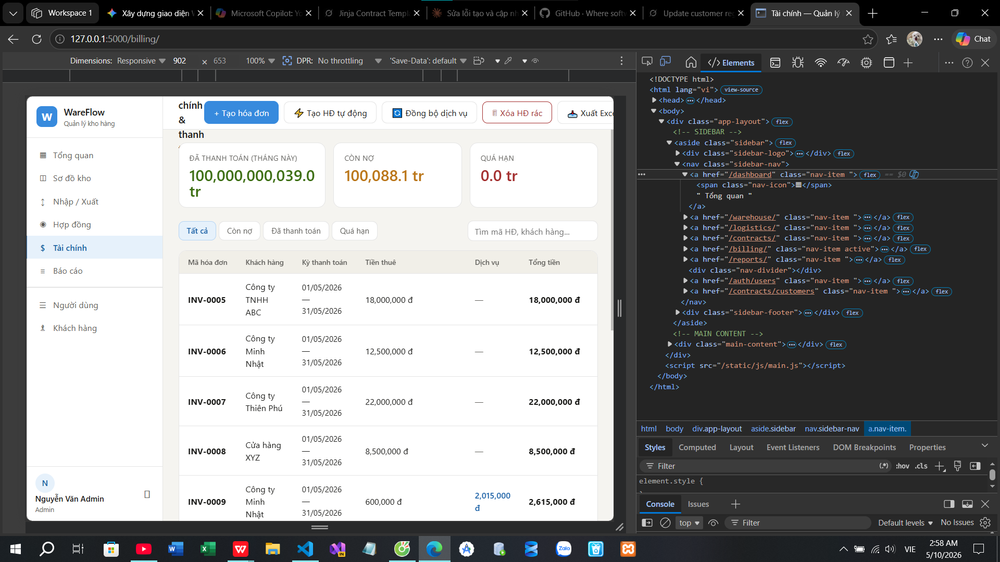 Workspace 1
Xây dựng giao diện
Microsoft Copilot: Yo
Jinja Contract Templ
Sửa lỗi tạo và cập nh
GitHub · Where softw
Update customer reg
Tài chính — Quản lý
127.0.0.1:5000/billing/
Chat
Dimensions: Responsive 902 × 653 100% DPR: No throttling 'Save-Data': default
W
WareFlow
Quản lý kho hàng
Tổng quan
Sơ đồ kho
Nhập / Xuất
Hợp đồng
$ Tài chính
Báo cáo
Người dùng
Khách hàng
N
Nguyễn Văn Admin
Admin
chính
&
thanh
+ Tạo hóa đơn
Tạo HĐ tự động
Đồng bộ dịch vụ
Xóa HĐ rác
Xuất Exce
ĐÃ THANH TOÁN (THÁNG NÀY)
100,000,000,039.0
tr
CÒN NỢ
100,088.1 tr
QUÁ HẠN
0.0 tr
Tất cả
Còn nợ
Đã thanh toán
Quá hạn
Tìm mã HĐ, khách hàng...
Mã hóa đơn Khách hàng Kỳ thanh toán Tiền thuê Dịch vụ Tổng tiền
INV-0005
Công ty
TNHH
ABC
01/05/2026
—
31/05/2026
18,000,000 đ
—
18,000,000 đ
INV-0006
Công ty
Minh
Nhật
01/05/2026
—
31/05/2026
12,500,000 đ
—
12,500,000 đ
INV-0007
Công ty
Thiên Phú
01/05/2026
—
31/05/2026
22,000,000 đ
—
22,000,000 đ
INV-0008
Cửa hàng
XYZ
01/05/2026
—
31/05/2026
8,500,000 đ
—
8,500,000 đ
INV-0009
Công ty
Minh
Nhật
01/05/2026
—
31/05/2026
600,000 đ
2,015,000
đ
2,615,000 đ
Elements
<!DOCTYPE html>
<html lang="vi"> view-source
<head> ••• </head>
<body>
<div class="app-layout"> flex
<!-- SIDEBAR -->
<aside class="sidebar"> flex
<div class="sidebar-logo"> ••• </div> flex
<nav class="sidebar-nav">
••• <a href="/dashboard" class="nav-item "> flex == $0
<span class="nav-icon">▦</span>
" Tổng quan "
</a>
<a href="/warehouse/" class="nav-item "> ••• </a> flex
<a href="/logistics/" class="nav-item "> ••• </a> flex
<a href="/contracts/" class="nav-item "> ••• </a> flex
<a href="/billing/" class="nav-item active"> ••• </a> flex
<a href="/reports/" class="nav-item "> ••• </a> flex
<div class="nav-divider"></div>
<a href="/auth/users" class="nav-item "> ••• </a> flex
<a href="/contracts/customers" class="nav-item "> ••• </a> flex
</nav>
<div class="sidebar-footer"> ••• </div> flex
</aside>
<!-- MAIN CONTENT -->
<div class="main-content"> ••• </div> flex
</div>
<script src="/static/js/main.js"></script>
</body>
</html>
html body div.app-layout aside.sidebar nav.sidebar-nav a.nav-item.
Styles Computed Layout Event Listeners DOM Breakpoints Properties
Filter (.*) :hov .cls
element.style {
Console Issues
top Filter Default levels No Issues
VIE
2:58 AM
5/10/2026
Zalo